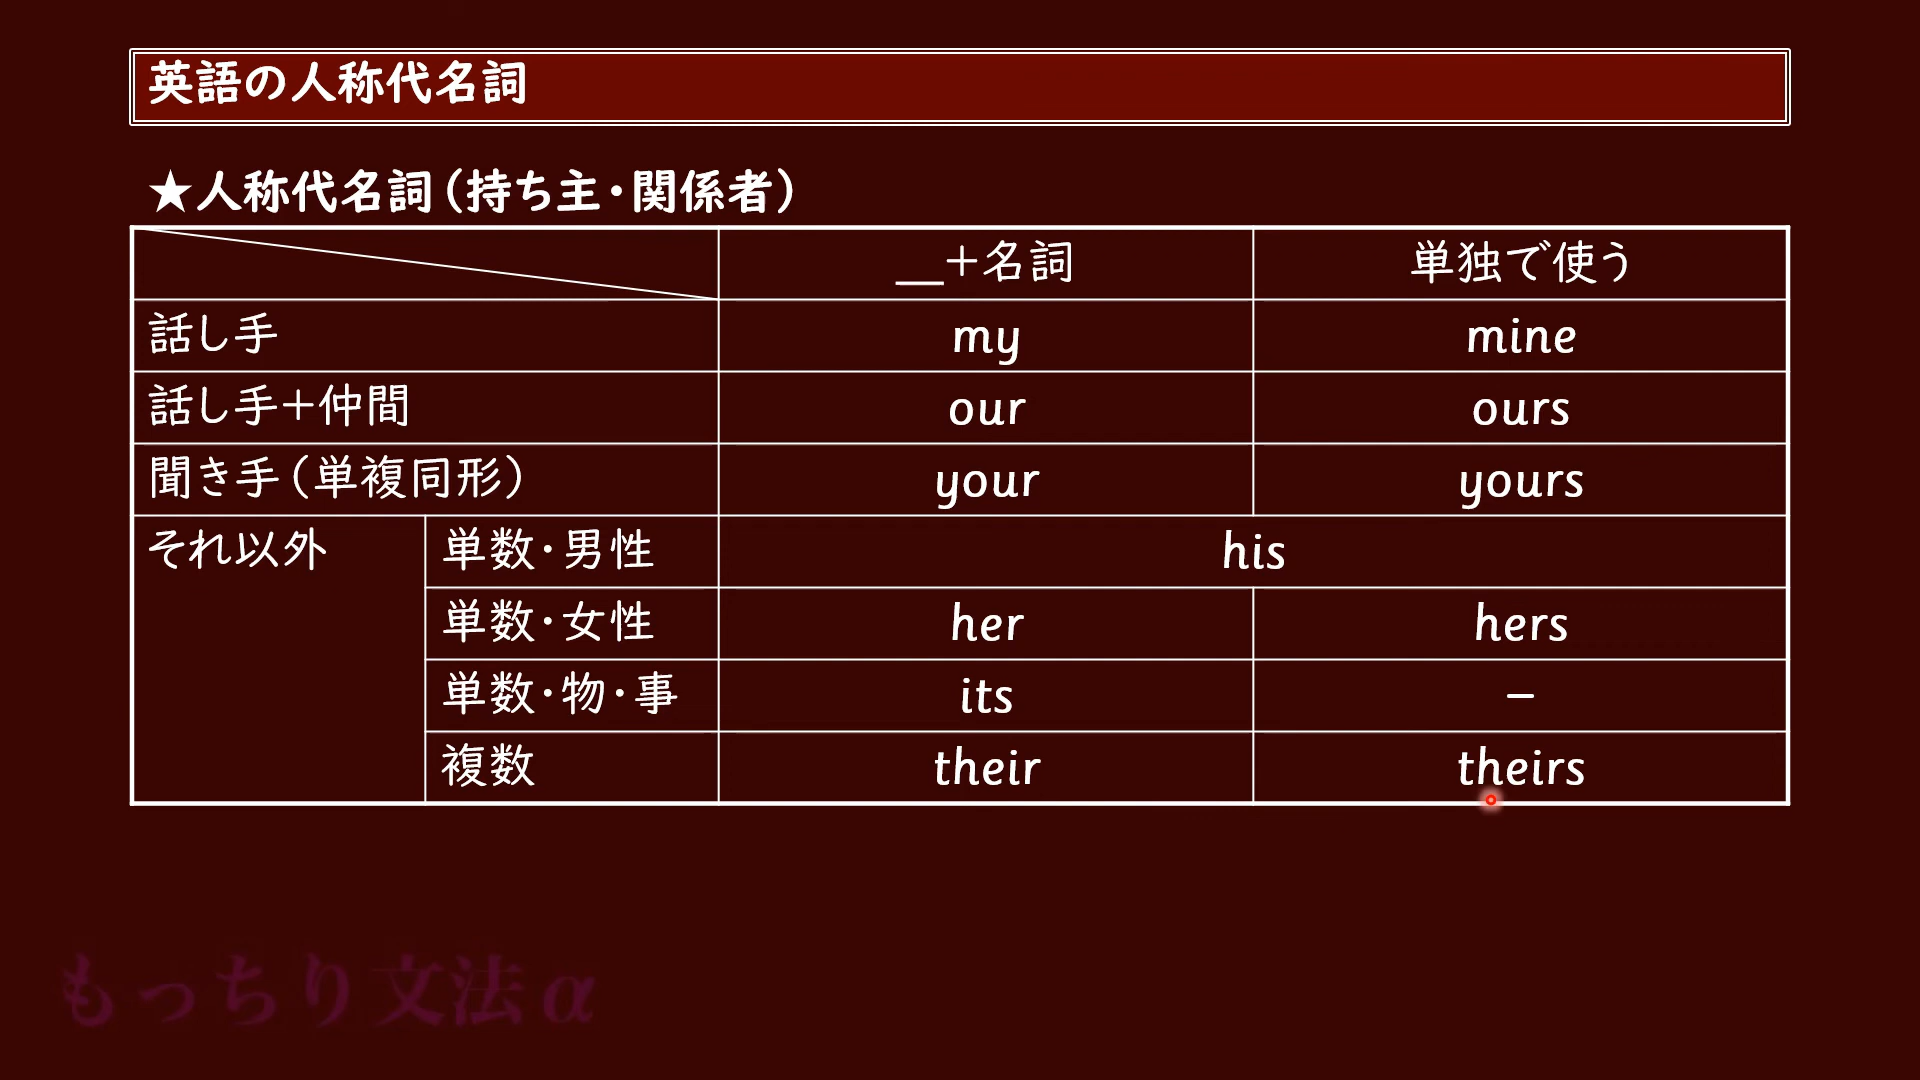 英語の人称代名詞
★人称代名詞（持ち主・関係者）
__＋名詞 単独で使う
話し手 my mine
話し手＋仲間 our ours
聞き手（単複同形） your yours
それ以外 単数・男性 his
単数・女性 her hers
単数・物・事 its –
複数 their theirs
もっちり文法α